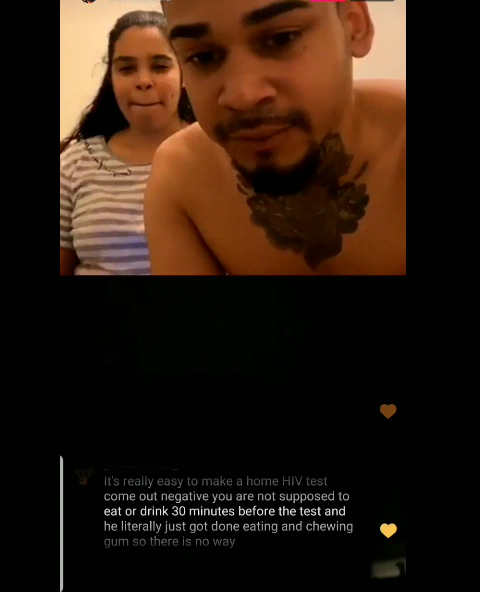 It's really easy to make a home HIV test
come out negative you are not supposed to
eat or drink 30 minutes before the test and
he literally just got done eating and chewing
gum so there is no way